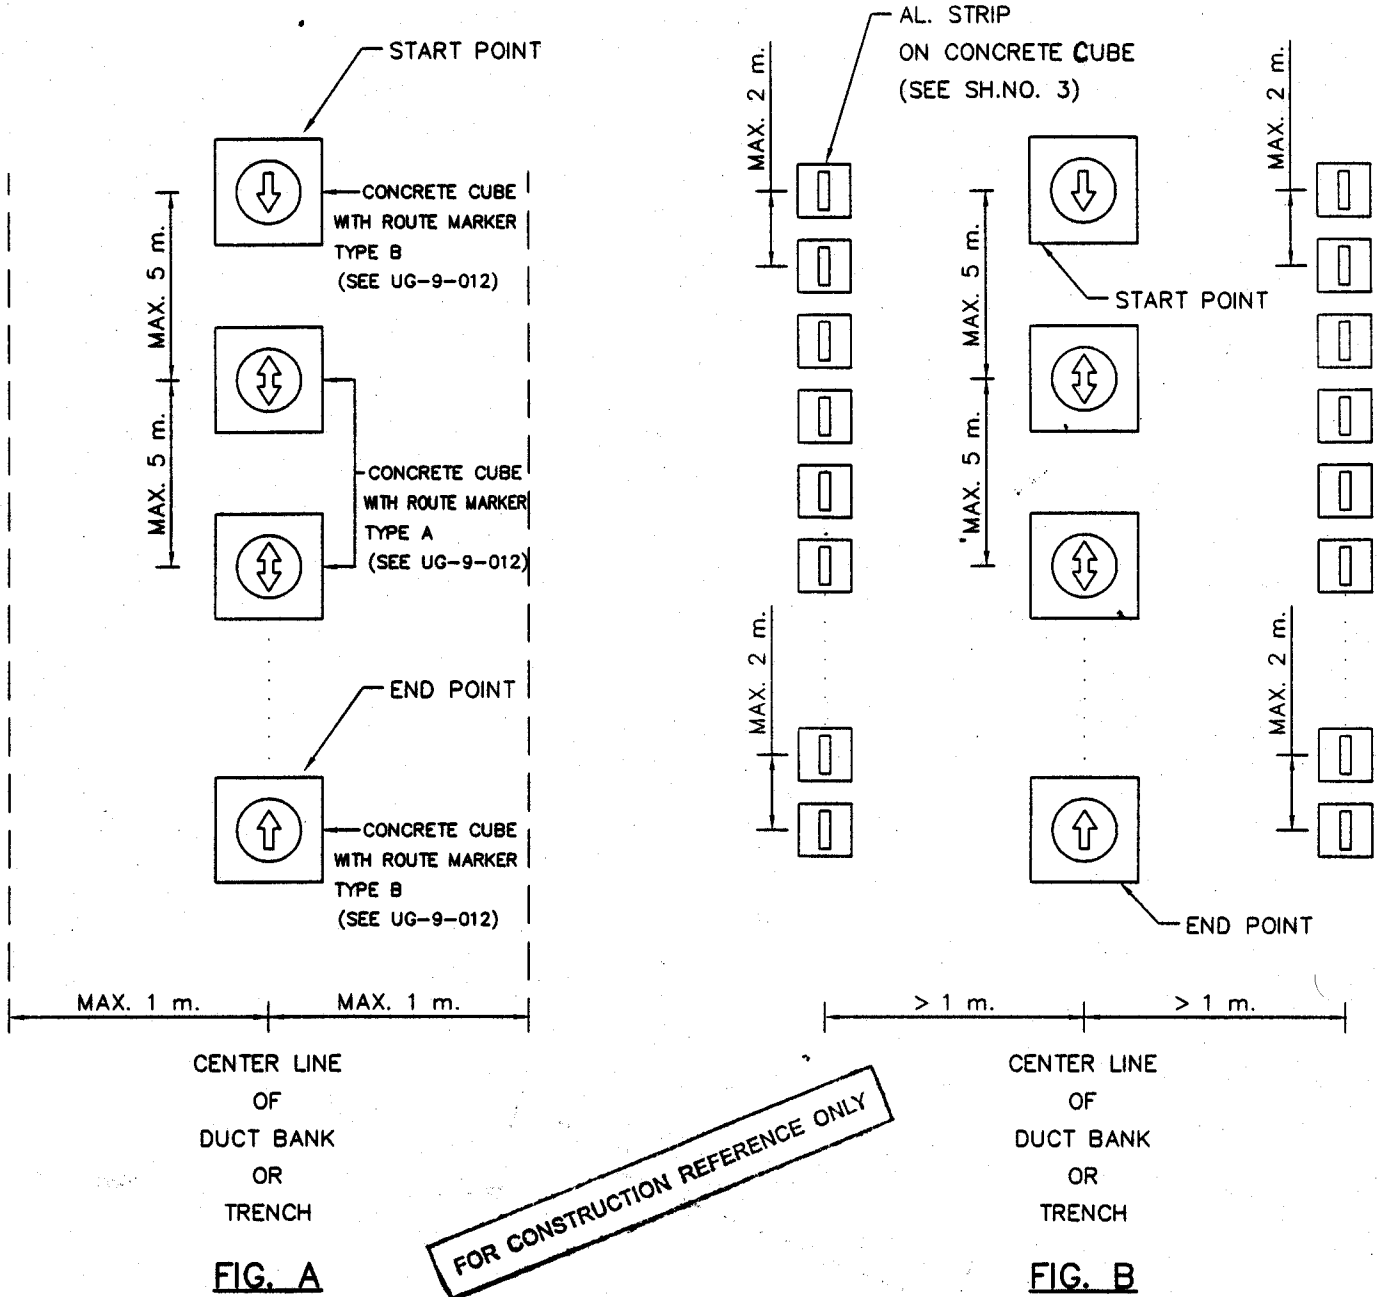 START POINT
CONCRETE CUBE
WITH ROUTE MARKER
TYPE B
(SEE UG-9-012)
MAX. 5 m.
MAX. 5 m.
CONCRETE CUBE
WITH ROUTE MARKER
TYPE A
(SEE UG-9-012)
END POINT
CONCRETE CUBE
WITH ROUTE MARKER
TYPE B
(SEE UG-9-012)
MAX. 1 m.
MAX. 1 m.
CENTER LINE
OF
DUCT BANK
OR
TRENCH
FIG. A
AL. STRIP
ON CONCRETE CUBE
(SEE SH.NO. 3)
MAX. 2 m.
MAX. 2 m.
MAX. 5 m.
START POINT
MAX. 5 m.
MAX. 2 m.
MAX. 2 m.
END POINT
> 1 m.
> 1 m.
CENTER LINE
OF
DUCT BANK
OR
TRENCH
FIG. B
FOR CONSTRUCTION REFERENCE ONLY